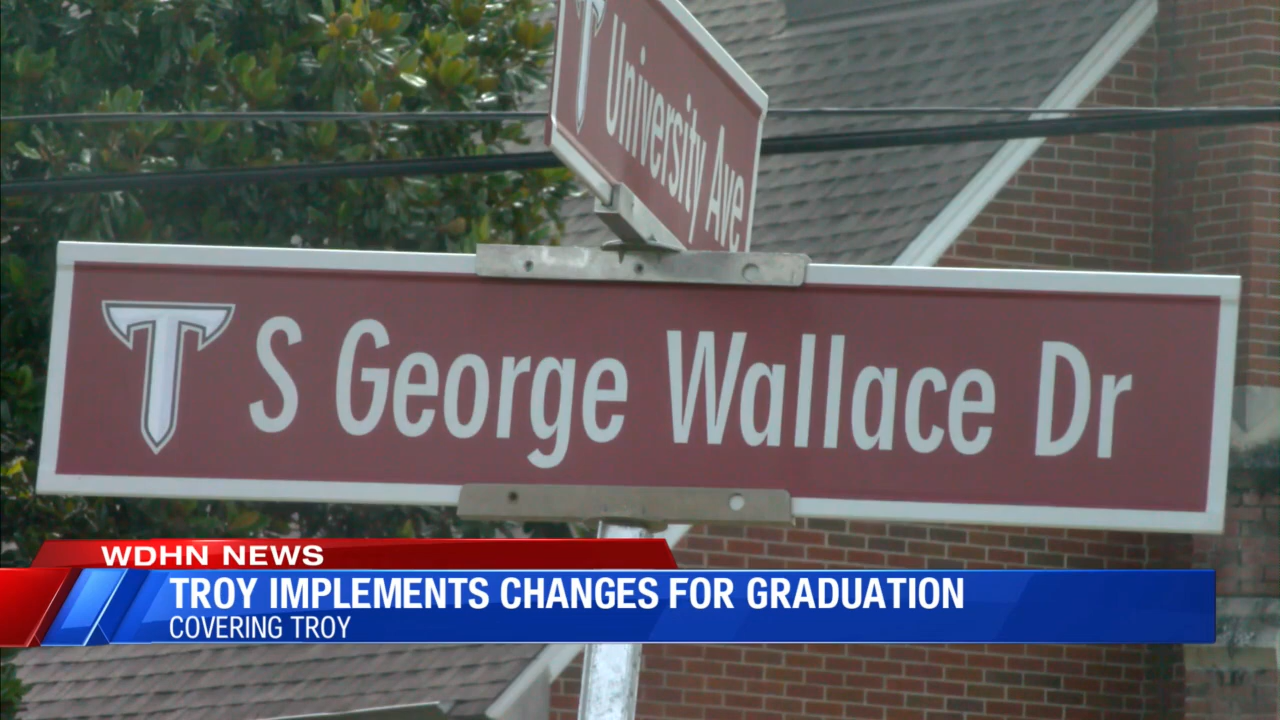 University Ave
S George Wallace Dr
WDHN NEWS
TROY IMPLEMENTS CHANGES FOR GRADUATION
COVERING TROY